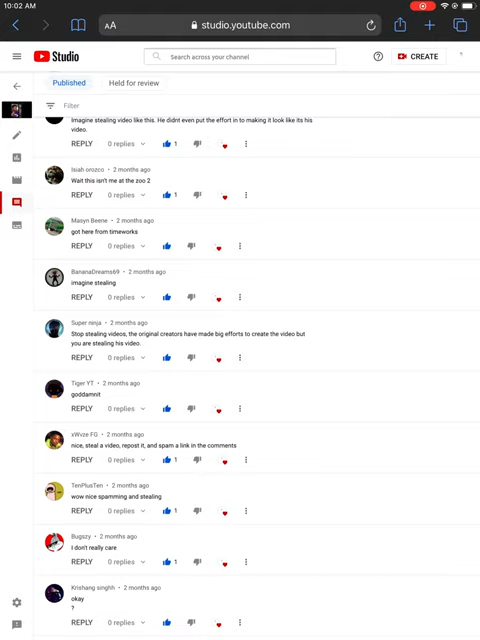 10:02 AM
AA studio.youtube.com
Studio Search across your channel CREATE
Published Held for review
Filter
Imagine stealing video like this. He didnt even put the effort in to making it look like its his
video.
REPLY 0 replies 1
Isiah orozco • 2 months ago
Wait this isn't me at the zoo 2
REPLY 0 replies 1
Masyn Beene • 2 months ago
got here from timeworks
REPLY 0 replies
BananaDreams69 • 2 months ago
imagine stealing
REPLY 0 replies
Super ninja • 2 months ago
Stop stealing videos, the original creators have made big efforts to create the video but
you are stealing his video.
REPLY 0 replies
Tiger YT • 2 months ago
goddamnit
REPLY 0 replies
xWvze FG • 2 months ago
nice, steal a video, repost it, and spam a link in the comments
REPLY 0 replies 1
TenPlusTen • 2 months ago
wow nice spamming and stealing
REPLY 0 replies 1
Bugszy • 2 months ago
I don't really care
REPLY 0 replies 1
Krishang singhh • 2 months ago
okay
?
REPLY 0 replies